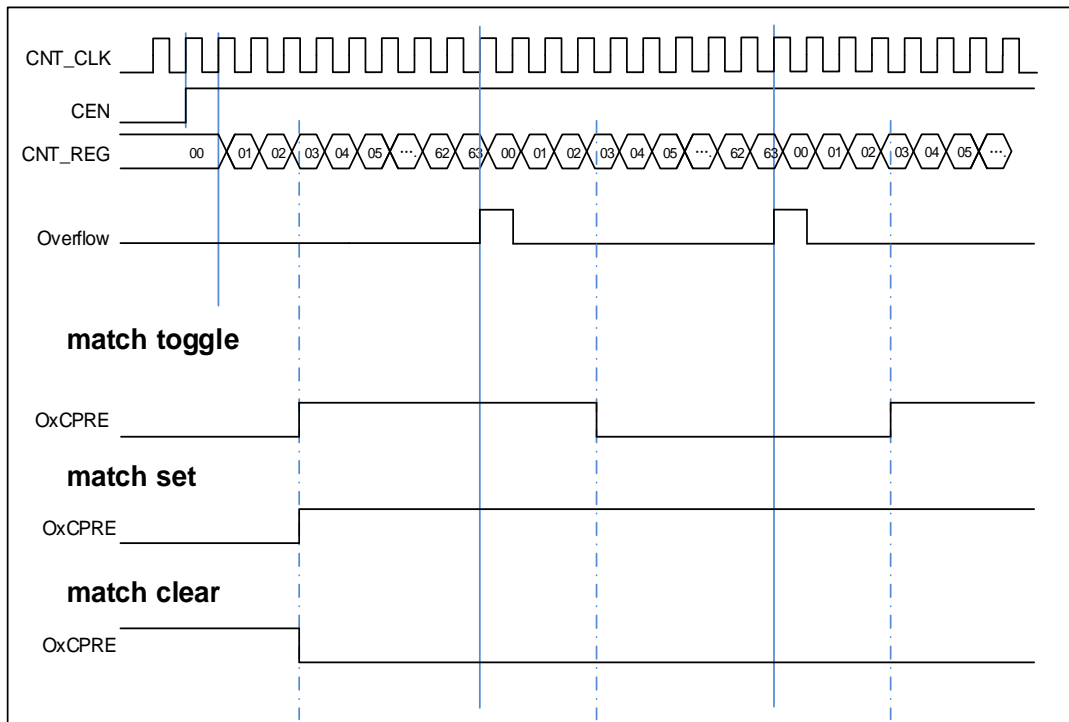 CNT_CLK
CEN
CNT_REG 00 01 02 03 04 05 ···. 62 63 00 01 02 03 04 05 ···. 62 63 00 01 02 03 04 05 ···.
Overflow
match toggle
OxCPRE
match set
OxCPRE
match clear
OxCPRE